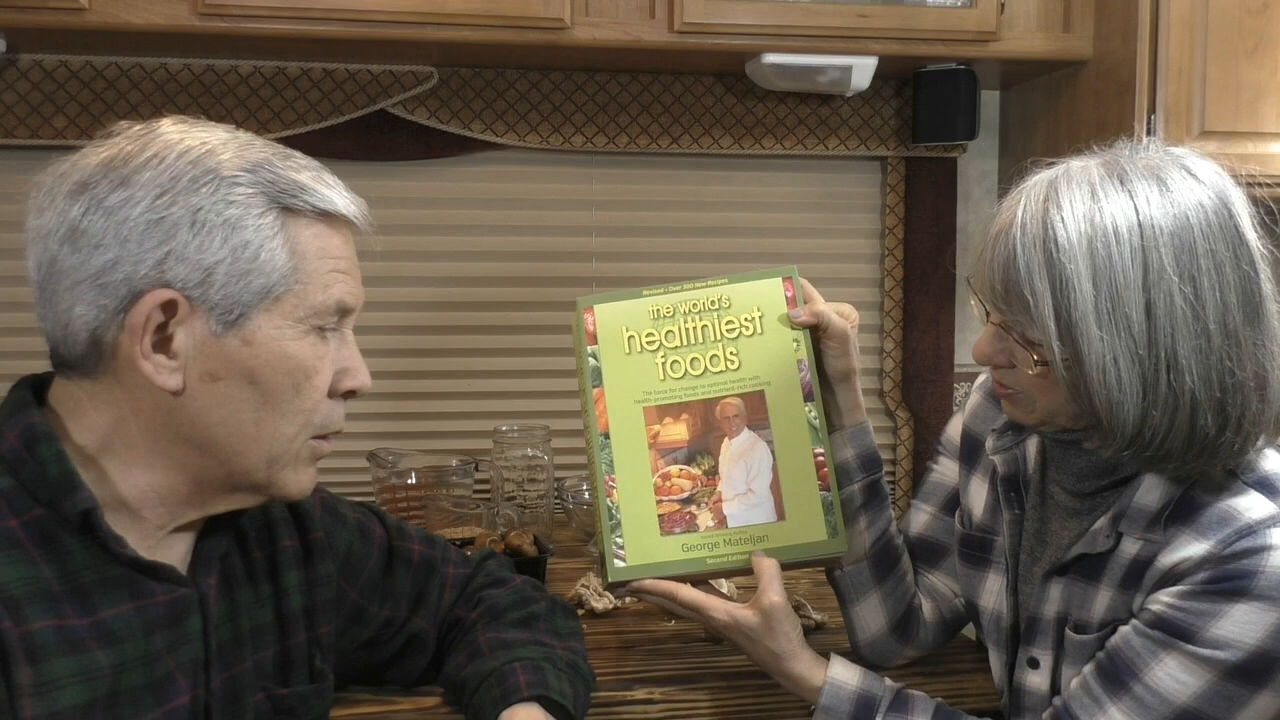 Revised • Over 300 New Recipes
the world's
healthiest
foods
The force for change to optimal health with
health-promoting foods and nutrient-rich cooking
George Mateljan
Second Edition